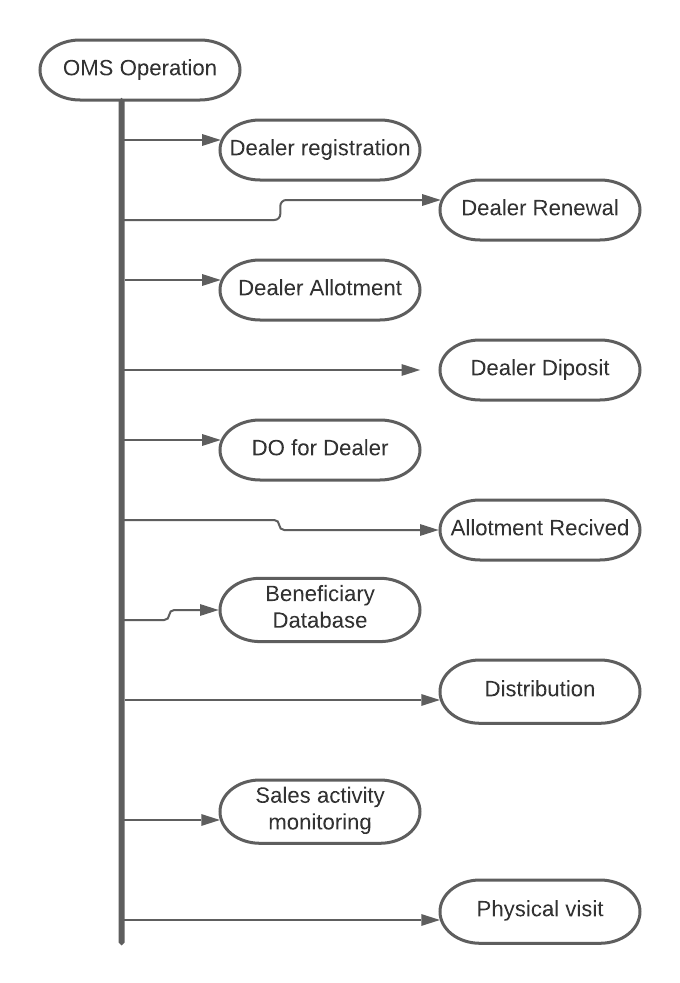 OMS Operation
Dealer registration
Dealer Renewal
Dealer Allotment
Dealer Diposit
DO for Dealer
Allotment Recived
Beneficiary
Database
Distribution
Sales activity
monitoring
Physical visit